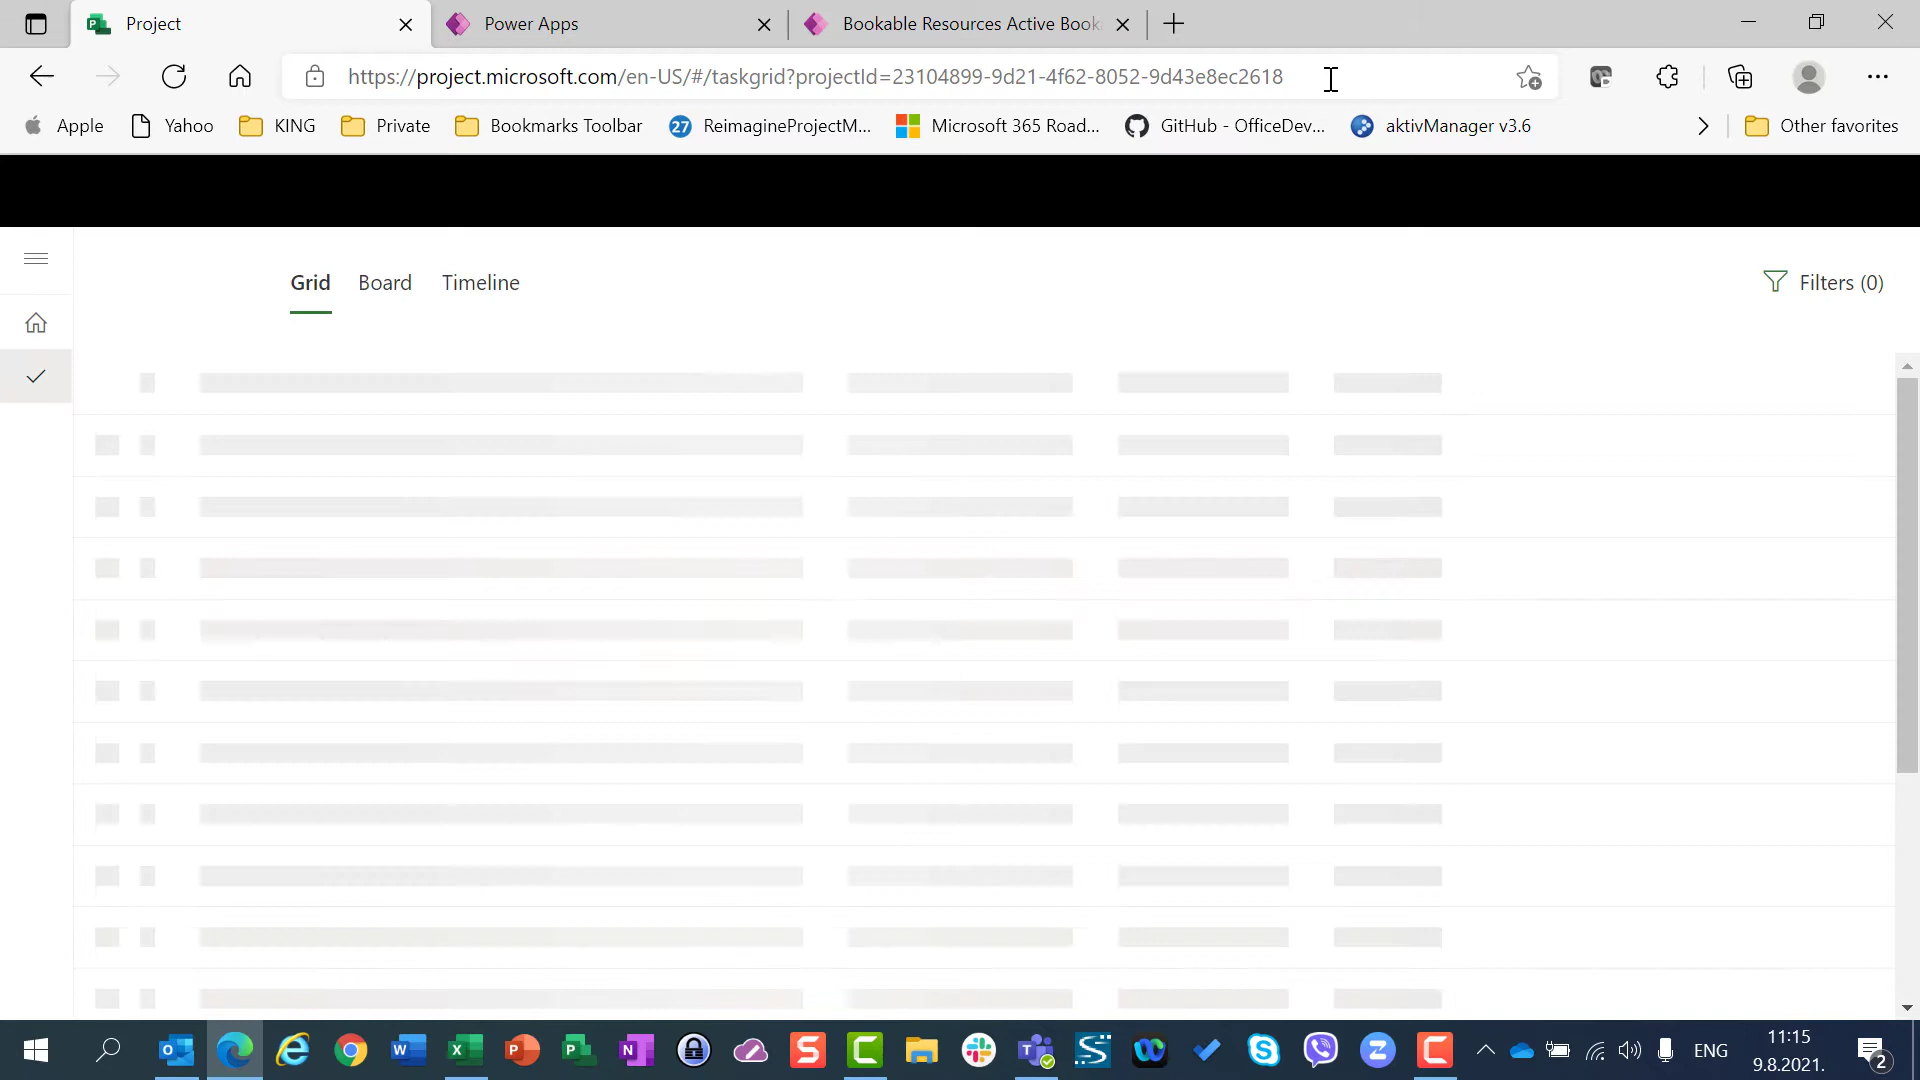 Project
Power Apps
Bookable Resources Active Book
https://project.microsoft.com/en-US/#/taskgrid?projectId=23104899-9d21-4f62-8052-9d43e8ec2618
Apple
Yahoo
KING
Private
Bookmarks Toolbar
27
ReimagineProjectM...
Microsoft 365 Road...
GitHub - OfficeDev...
aktivManager v3.6
Other favorites
Grid
Board
Timeline
Filters (0)
ENG
11:15
9.8.2021.
2